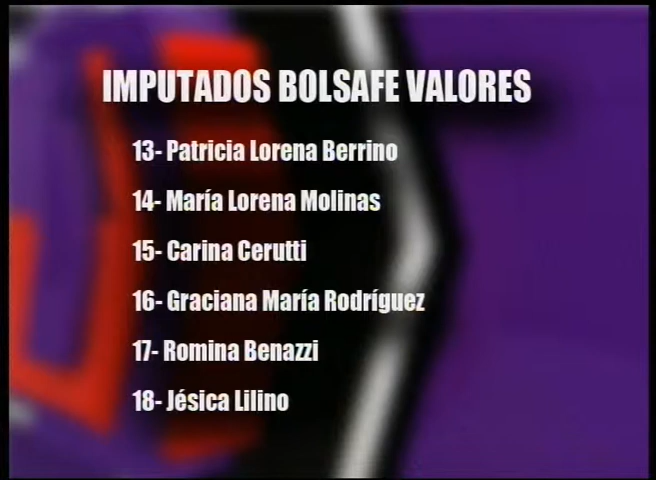 IMPUTADOS BOLSAFE VALORES
13- Patricia Lorena Berrino
14- María Lorena Molinas
15- Carina Cerutti
16- Graciana María Rodríguez
17- Romina Benazzi
18- Jésica Lilino